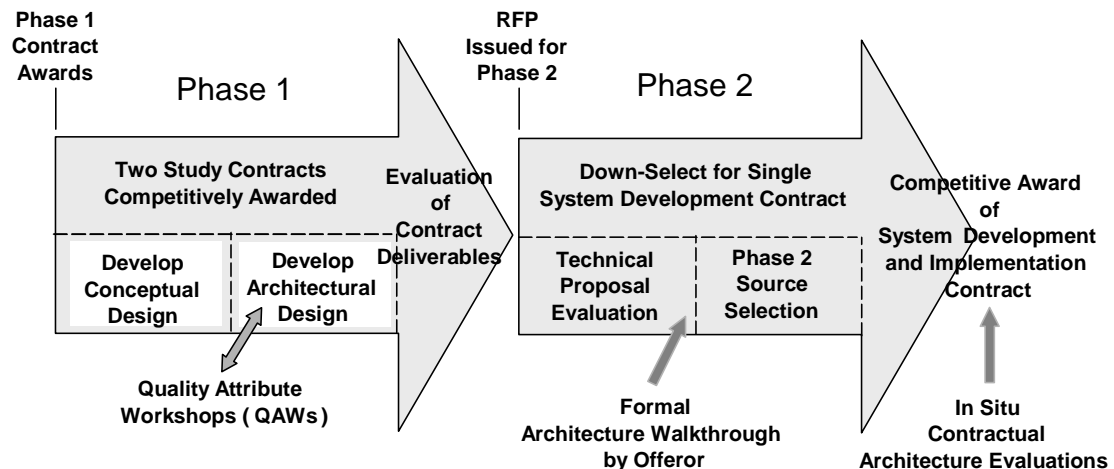 Phase 1
Contract
Awards
Phase 1
Two Study Contracts
Competitively Awarded
Develop
Conceptual
Design
Develop
Architectural
Design
Evaluation
of
Contract
Deliverables
Quality Attribute
Workshops ( QAWs )
RFP
Issued for
Phase 2
Phase 2
Down-Select for Single
System Development Contract
Technical
Proposal
Evaluation
Phase 2
Source
Selection
Competitive Award
of
System Development
and Implementation
Contract
Formal
Architecture Walkthrough
by Offeror
In Situ
Contractual
Architecture Evaluations